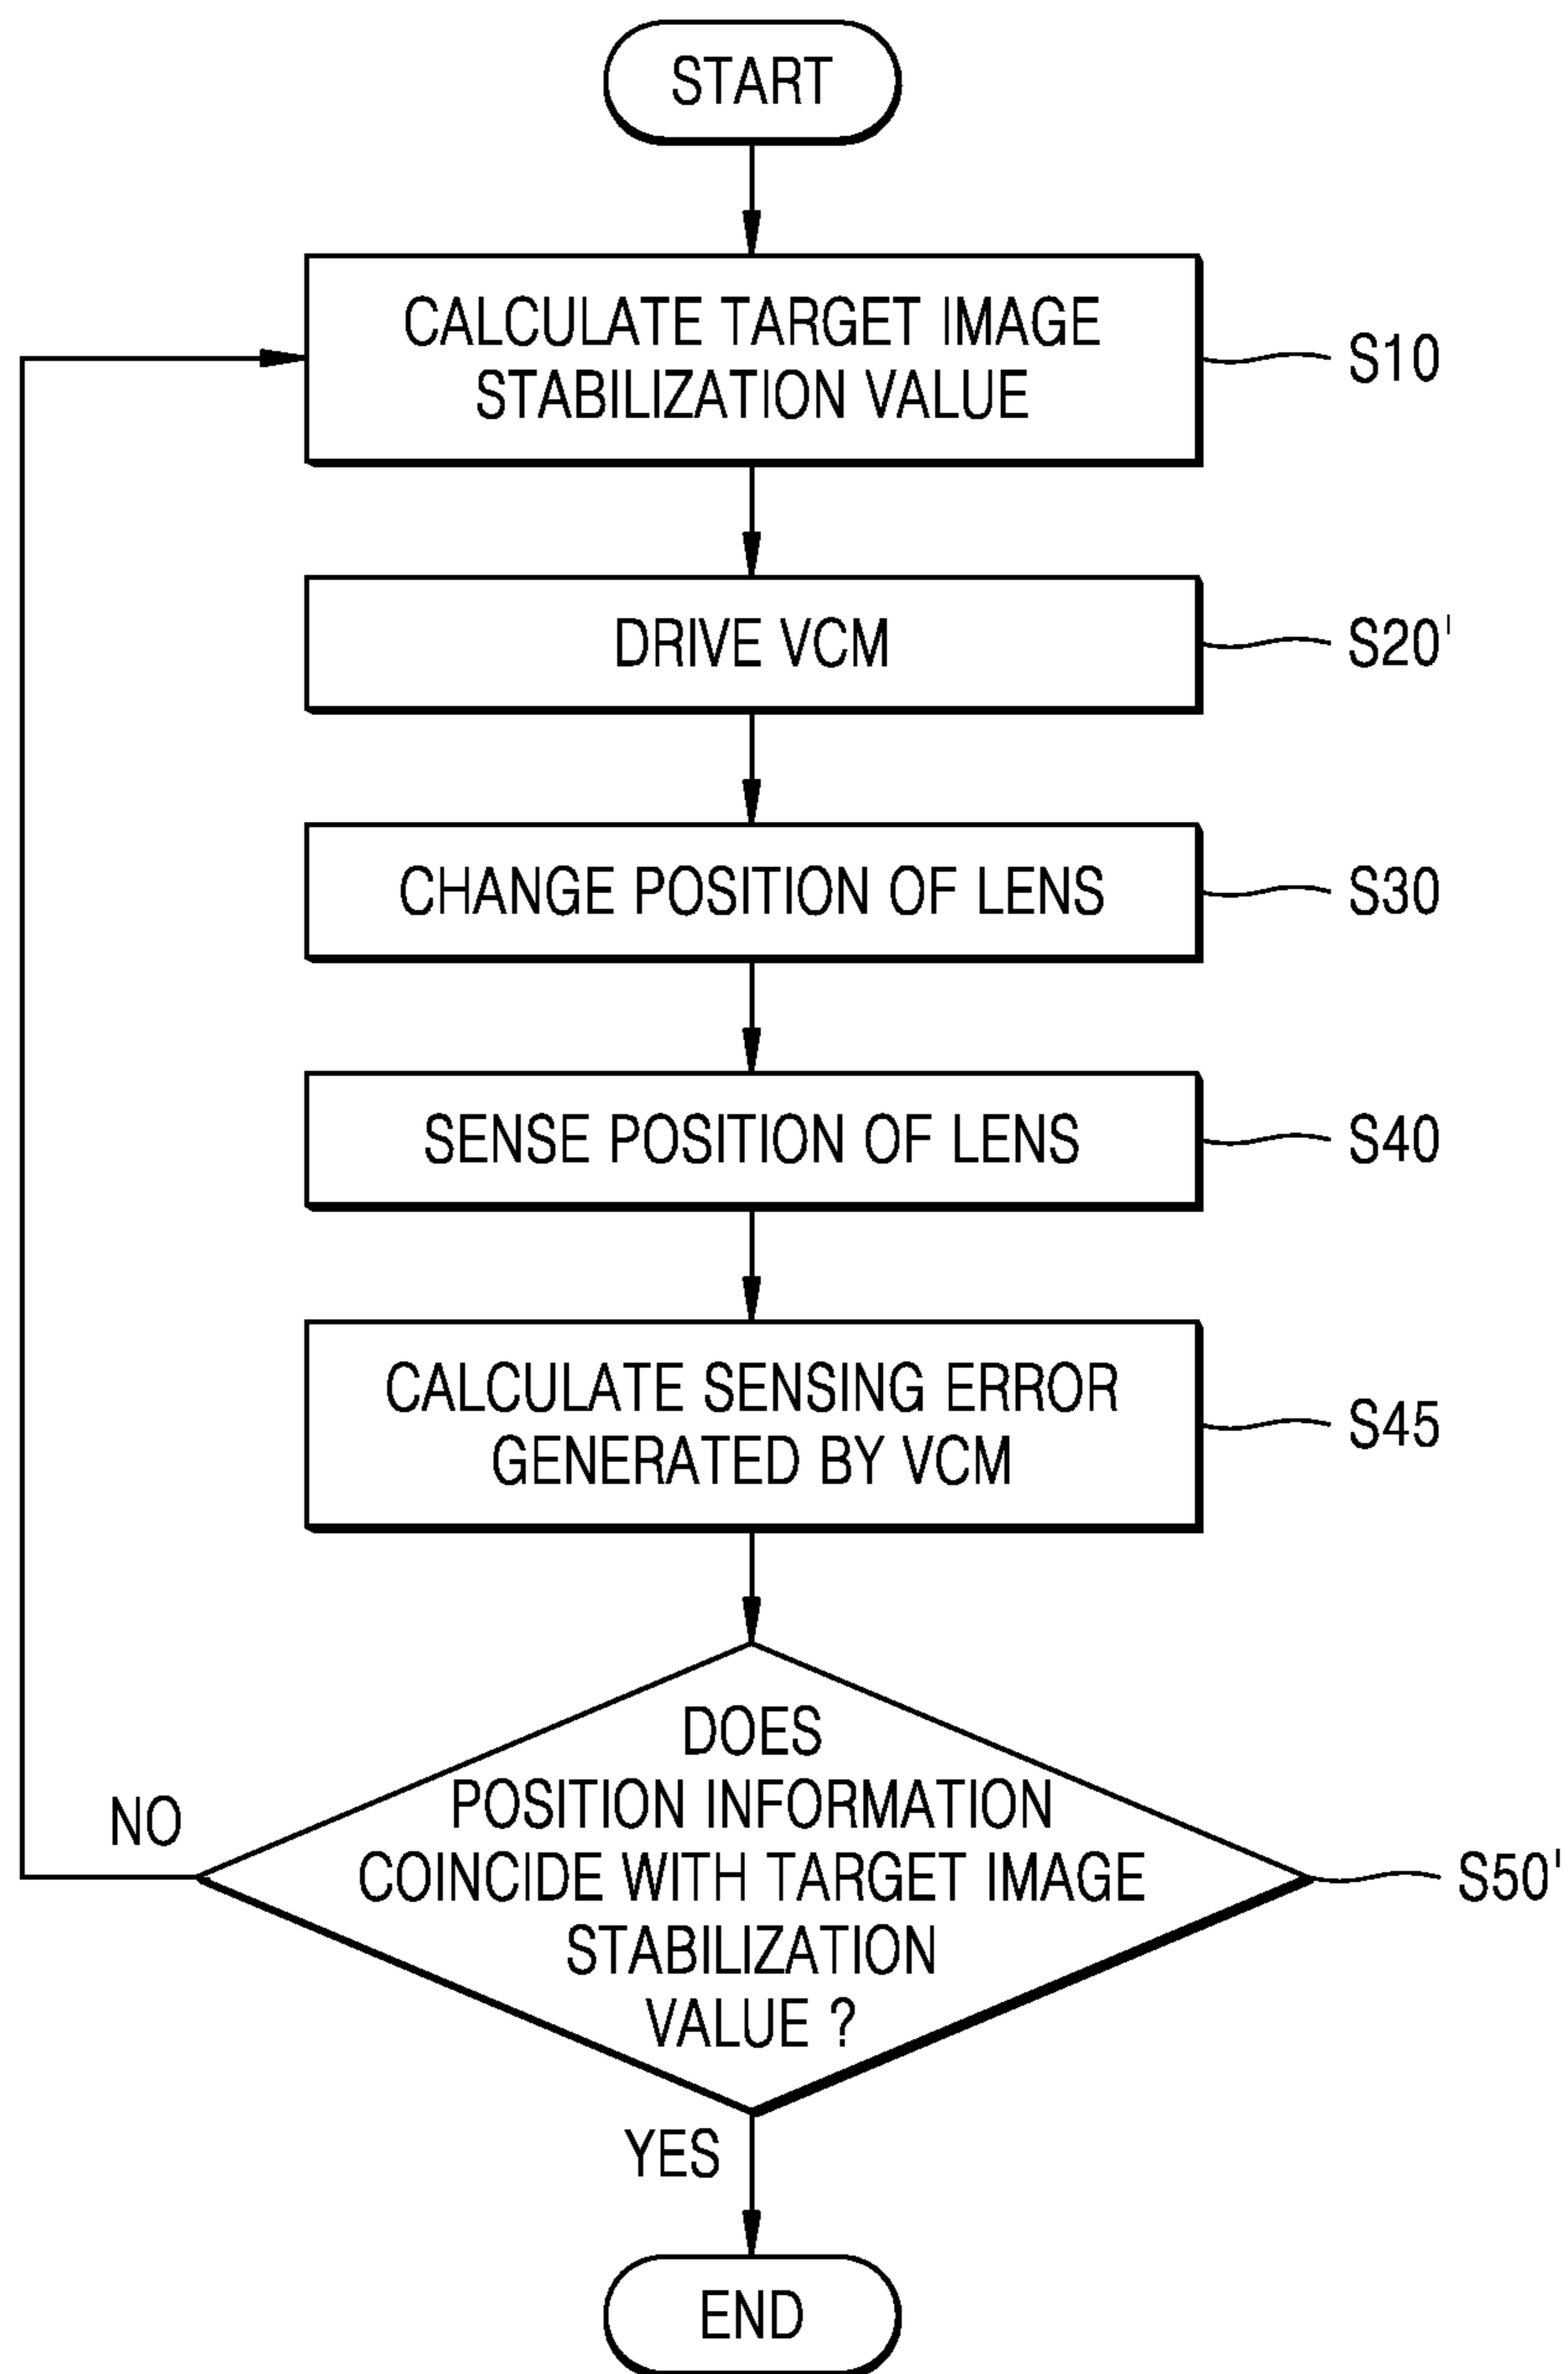 START
CALCULATE TARGET IMAGE
STABILIZATION VALUE
S10
DRIVE VCM
S20'
CHANGE POSITION OF LENS
S30
SENSE POSITION OF LENS
S40
CALCULATE SENSING ERROR
GENERATED BY VCM
S45
DOES
POSITION INFORMATION
COINCIDE WITH TARGET IMAGE
STABILIZATION
VALUE ?
S50'
NO
YES
END